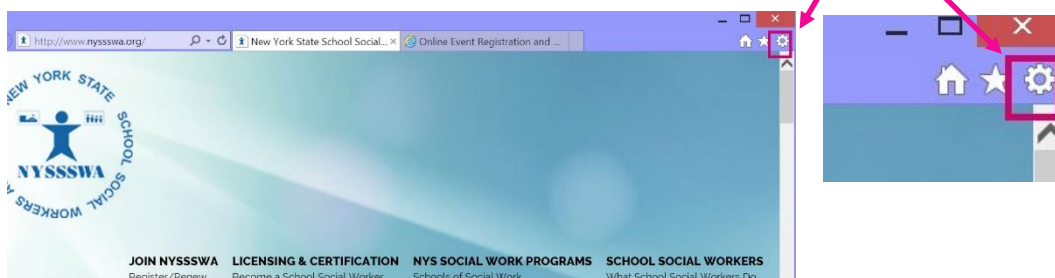 http://www.nyssswa.org/
New York State School Social...
Online Event Registration and ...
NEW YORK STATE SCHOOL SOCIAL WORKERS
NYSSSWA
JOIN NYSSSWA LICENSING & CERTIFICATION NYS SOCIAL WORK PROGRAMS SCHOOL SOCIAL WORKERS
Register/Renew Become a School Social Worker Schools of Social Work What School Social Workers Do